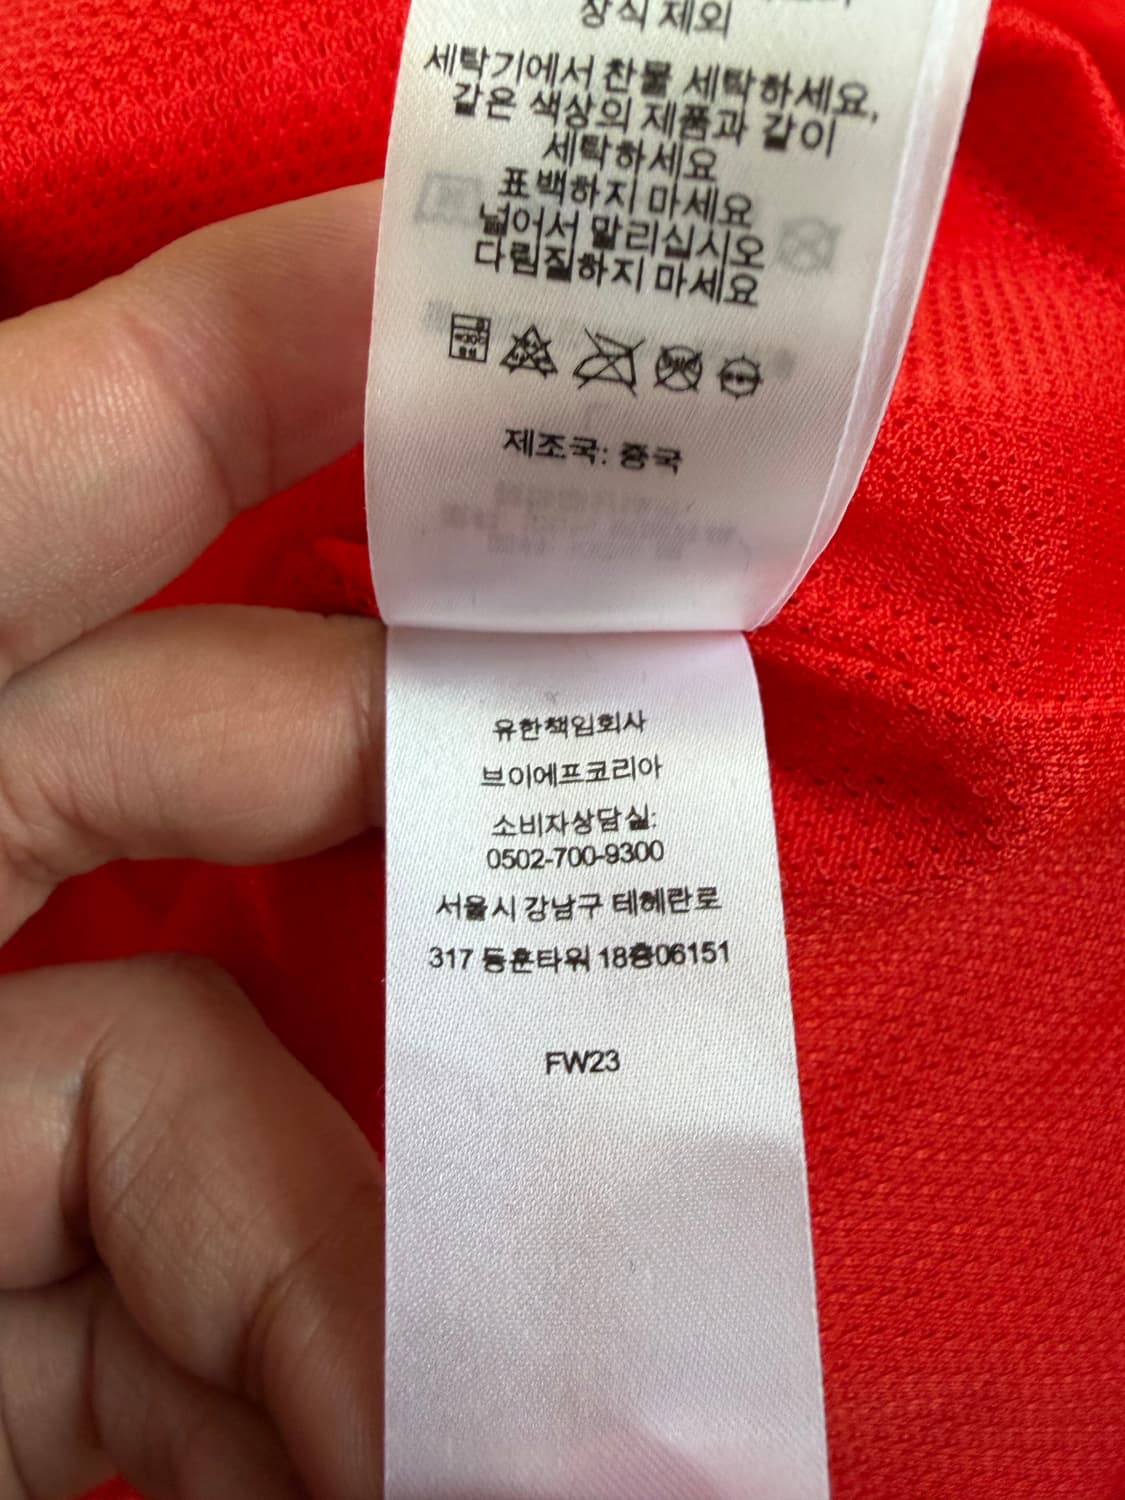 장식 제외
세탁기에서 찬물 세탁하세요,
같은 색상의 제품과 같이
세탁하세요
표백하지 마세요
널어서 말리십시오
다림질하지 마세요
제조국: 중국
유한책임회사
브이에프코리아
소비자상담실:
0502-700-9300
서울시 강남구 테헤란로
317 동훈타워 18층06151
FW23